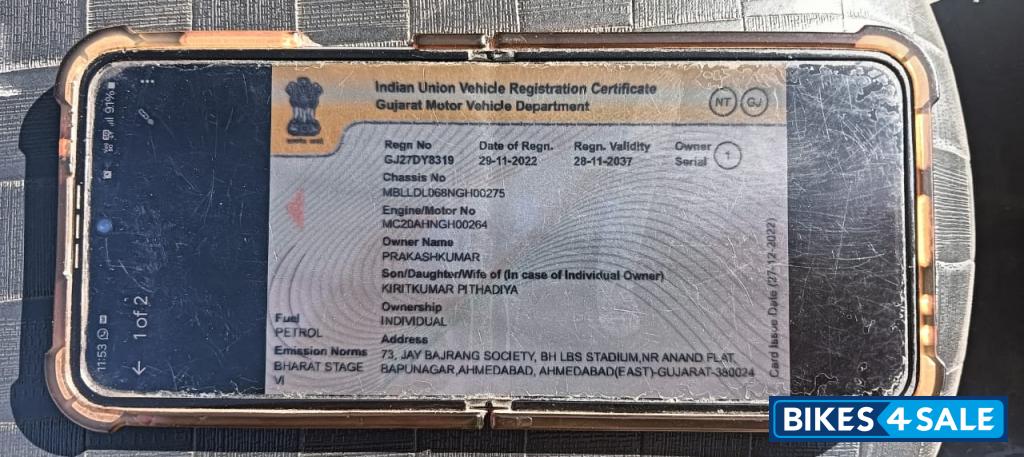 Indian Union Vehicle Registration Certificate
Gujarat Motor Vehicle Department
NT GJ
Regn No Date of Regn. Regn. Validity Owner Serial 1
GJ27DY8319 29-11-2022 28-11-2037
Chassis No
MBLLDL068NGH00275
Engine/Motor No
MC20AHNGH00264
Owner Name
PRAKASHKUMAR
Son/Daughter/Wife of (In case of Individual Owner)
KIRITKUMAR PITHADIYA
Ownership
INDIVIDUAL
Address
73, JAY BAJRANG SOCIETY, BH LBS STADIUM,NR ANAND FLAT,
BAPUNAGAR,AHMEDABAD, AHMEDABAD(EAST)-GUJARAT-380024
Fuel
PETROL
Emission Norms
BHARAT STAGE
VI
Card Issue Date (27-12-2022)
11:53
91%
1 of 2
BIKES4SALE